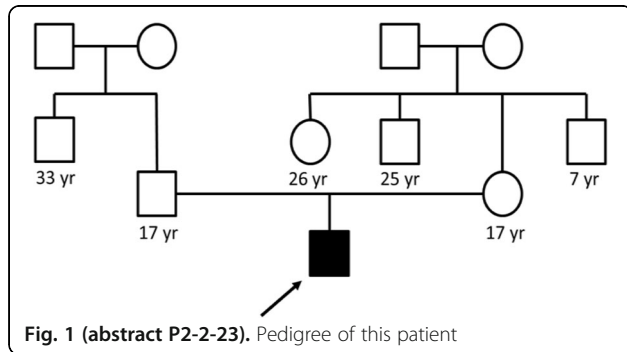 33 yr
26 yr 25 yr 7 yr
17 yr 17 yr
Fig. 1 (abstract P2-2-23). Pedigree of this patient